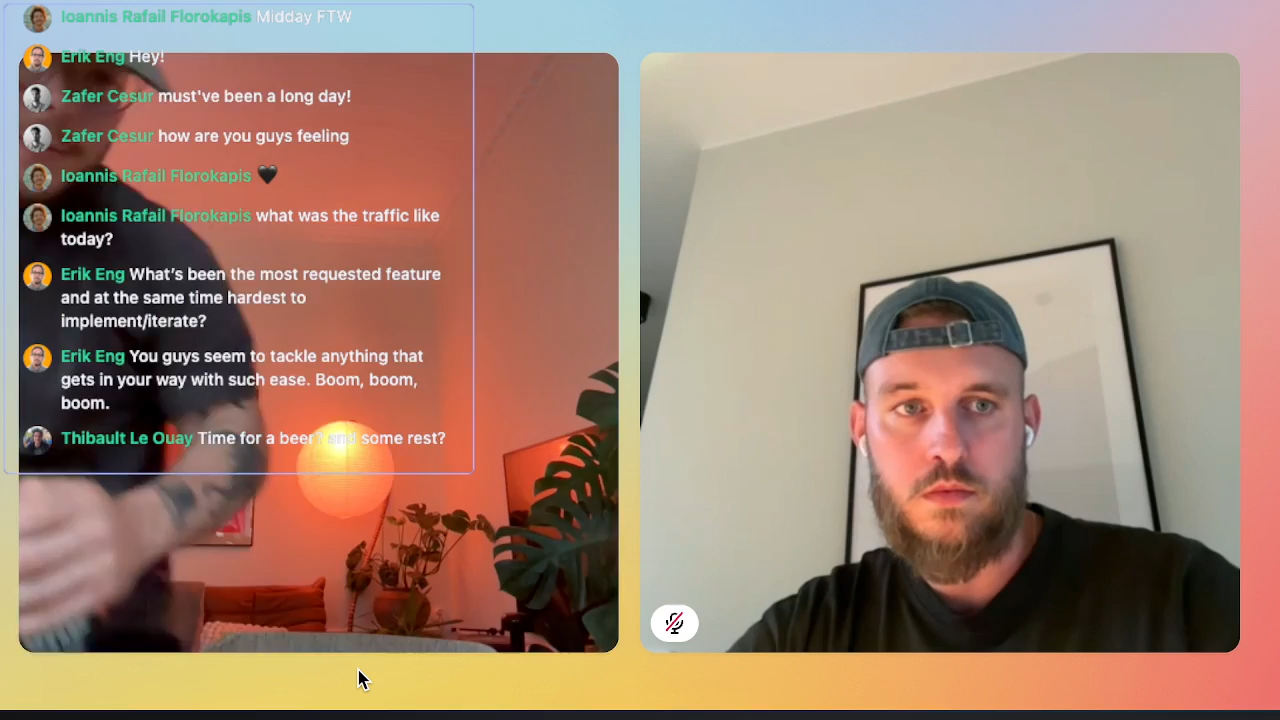 Ioannis Rafail Florokapis Midday FTW
Erik Eng Hey!
Zafer Cesur must've been a long day!
Zafer Cesur how are you guys feeling
Ioannis Rafail Florokapis 🖤
Ioannis Rafail Florokapis what was the traffic like
today?
Erik Eng What's been the most requested feature
and at the same time hardest to
implement/iterate?
Erik Eng You guys seem to tackle anything that
gets in your way with such ease. Boom, boom,
boom.
Thibault Le Ouay Time for a beer? and some rest?